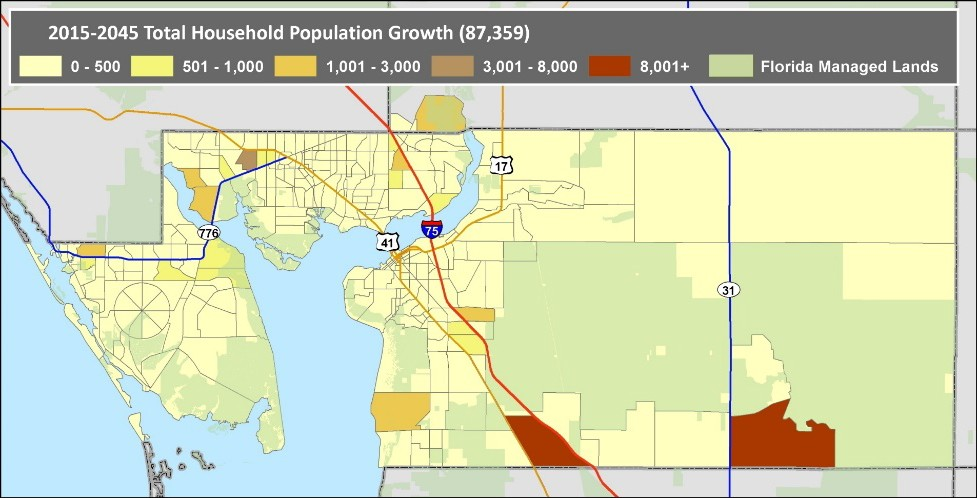 2015-2045 Total Household Population Growth (87,359)
0 - 500 501 - 1,000 1,001 - 3,000 3,001 - 8,000 8,001+ Florida Managed Lands
17
776
41
75
31